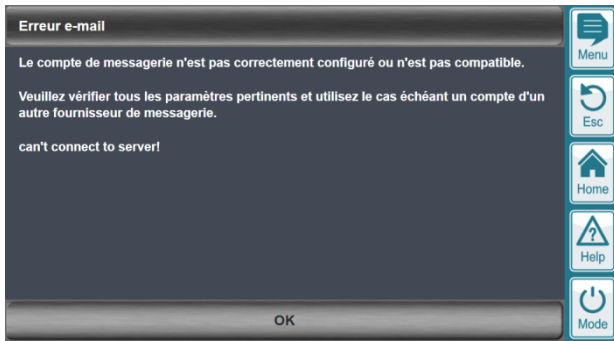 Erreur e-mail
Le compte de messagerie n'est pas correctement configuré ou n'est pas compatible.
Veuillez vérifier tous les paramètres pertinents et utilisez le cas échéant un compte d'un
autre fournisseur de messagerie.
can't connect to server!
OK
Menu
Esc
Home
?
Help
Mode